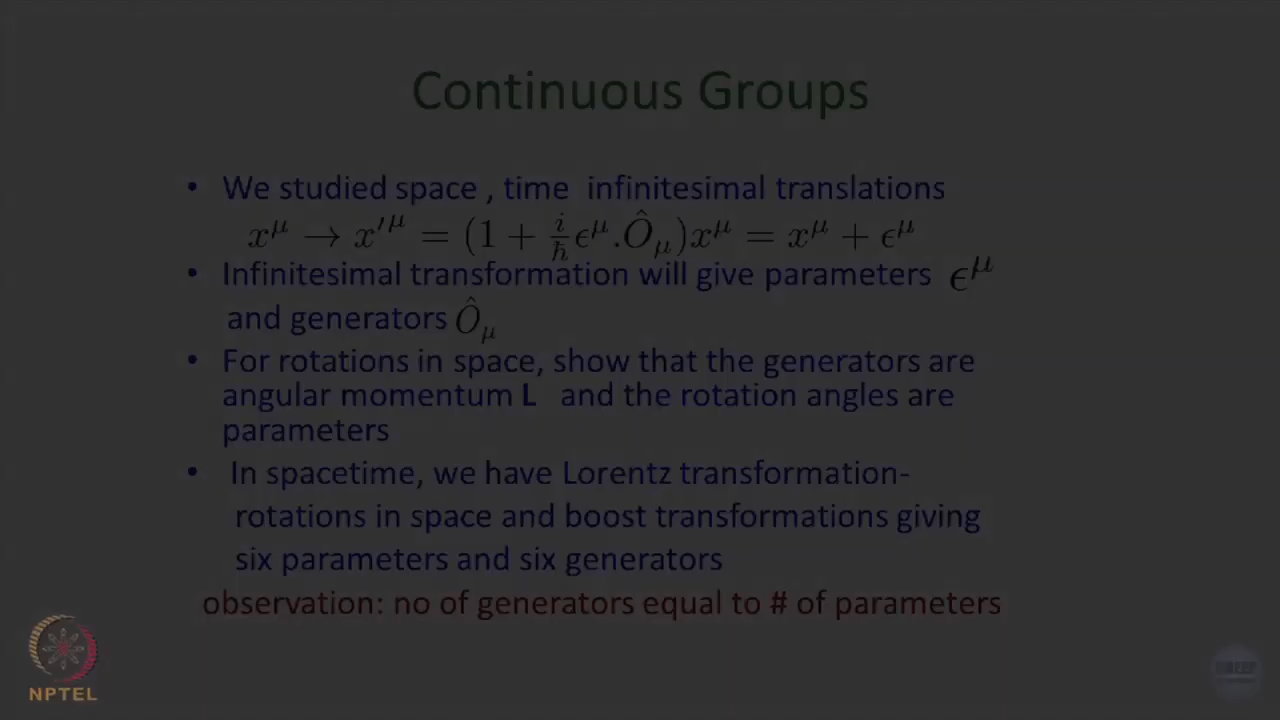 Continuous Groups
• We studied space , time infinitesimal translations
x^μ → x'^μ = (1 + i/ħ ϵ^μ.Ô_μ)x^μ = x^μ + ϵ^μ
• Infinitesimal transformation will give parameters ϵ^μ
and generators Ô_μ
• For rotations in space, show that the generators are
angular momentum L and the rotation angles are
parameters
• In spacetime, we have Lorentz transformation-
rotations in space and boost transformations giving
six parameters and six generators
observation: no of generators equal to # of parameters
NPTEL